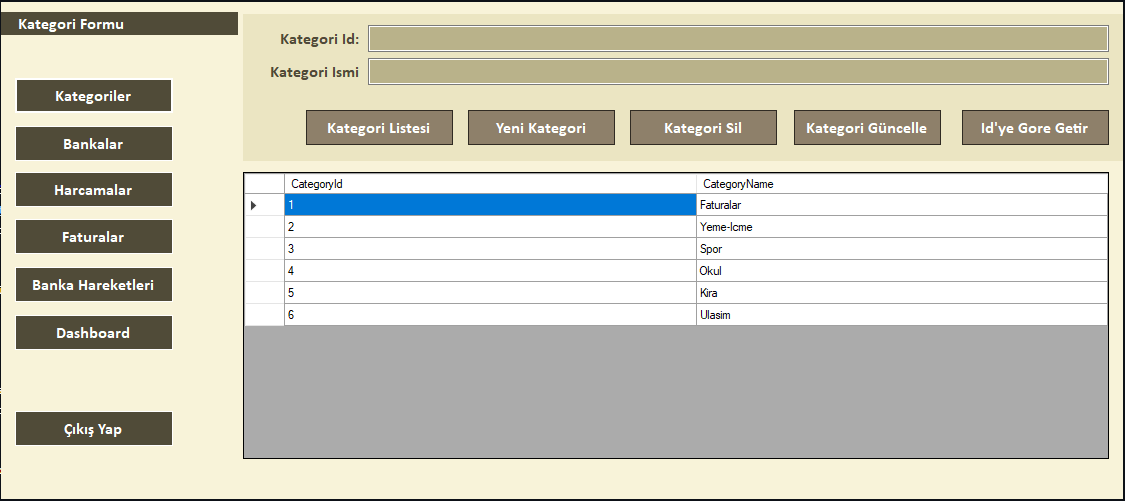 Kategori Formu
Kategori Id:
Kategori Ismi
Kategori Listesi Yeni Kategori Kategori Sil Kategori Güncelle Id'ye Gore Getir
Kategoriler
Bankalar
Harcamalar
Faturalar
Banka Hareketleri
Dashboard
Çıkış Yap
CategoryId CategoryName
1 Faturalar
2 Yeme-Icme
3 Spor
4 Okul
5 Kira
6 Ulasim